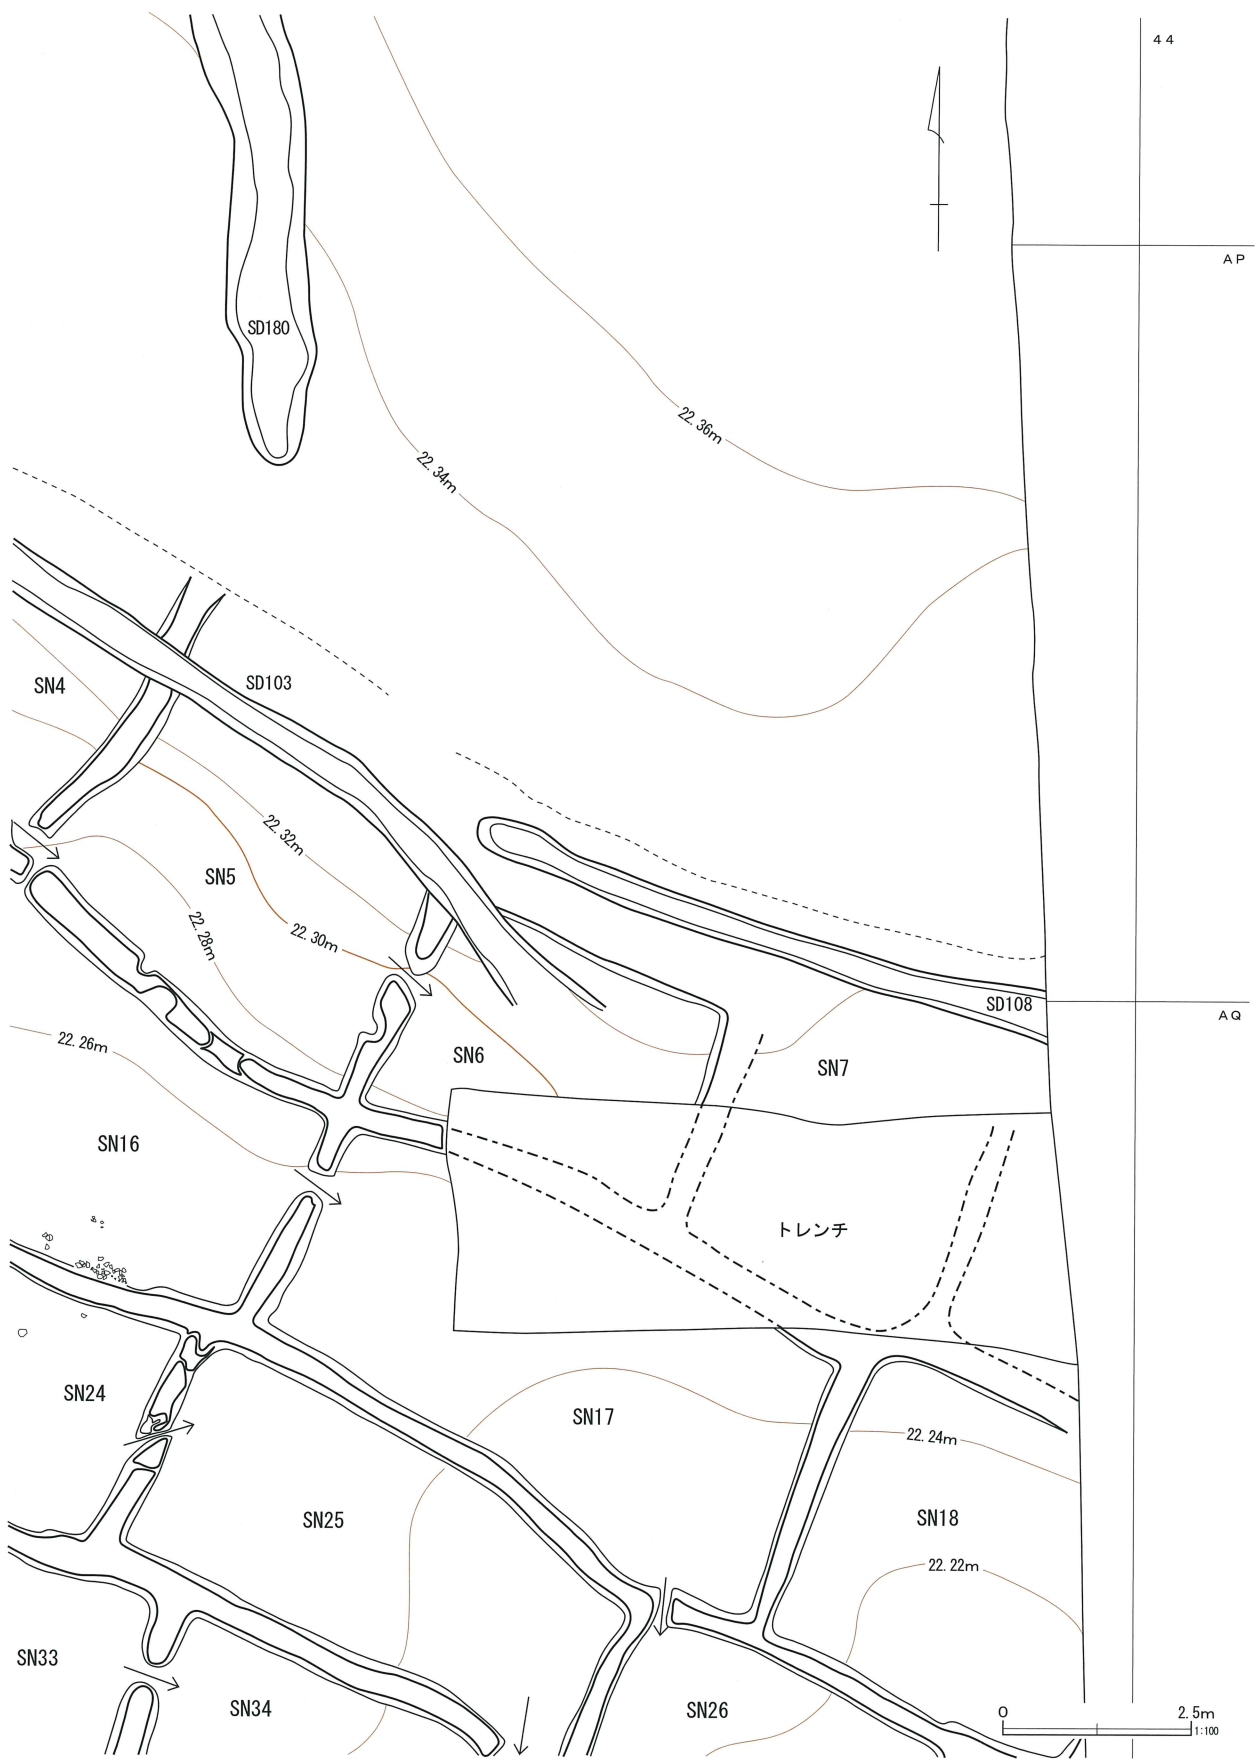 44
AP
SD180
22.36m
22.34m
SN4
SD103
22.32m
SN5
22.28m
22.30m
SD108
AQ
22.26m
SN6
SN7
SN16
トレンチ
SN24
SN17
22.24m
SN25
SN18
22.22m
SN33
SN34
SN26
0 2.5m
1:100